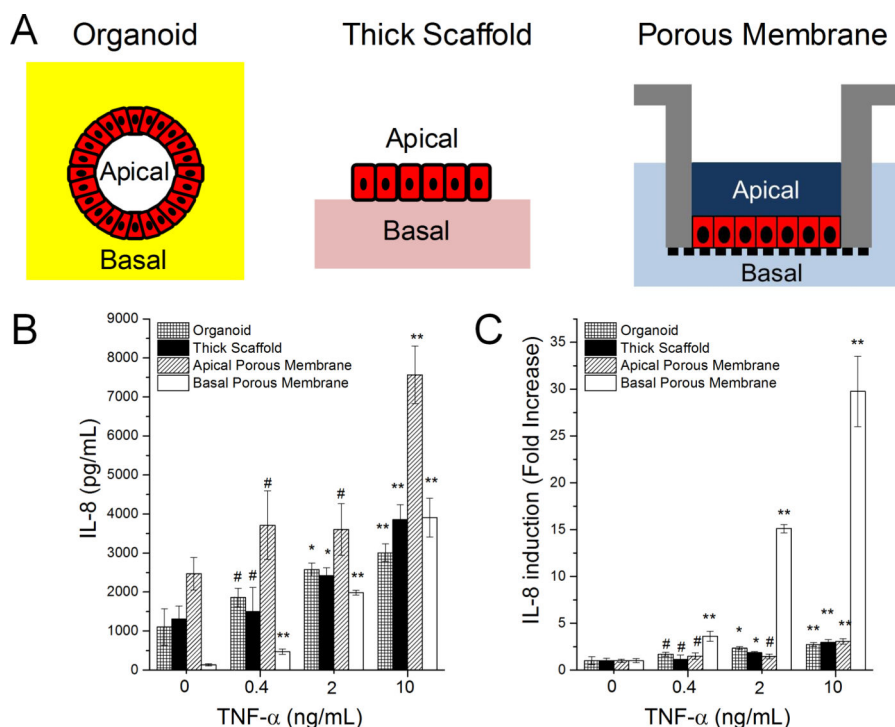 A
Organoid
Thick Scaffold
Porous Membrane
Apical
Basal
Apical
Basal
Apical
Basal
B
IL-8 (pg/mL)
9000
8000
7000
6000
5000
4000
3000
2000
1000
0
Organoid
Thick Scaffold
Apical Porous Membrane
Basal Porous Membrane
# # # **
* * # **
** ** ** **
0 0.4 2 10
TNF-α (ng/mL)
C
IL-8 induction (Fold Increase)
35
30
25
20
15
10
5
0
Organoid
Thick Scaffold
Apical Porous Membrane
Basal Porous Membrane
# # # **
* * # **
** ** ** **
0 0.4 2 10
TNF-α (ng/mL)